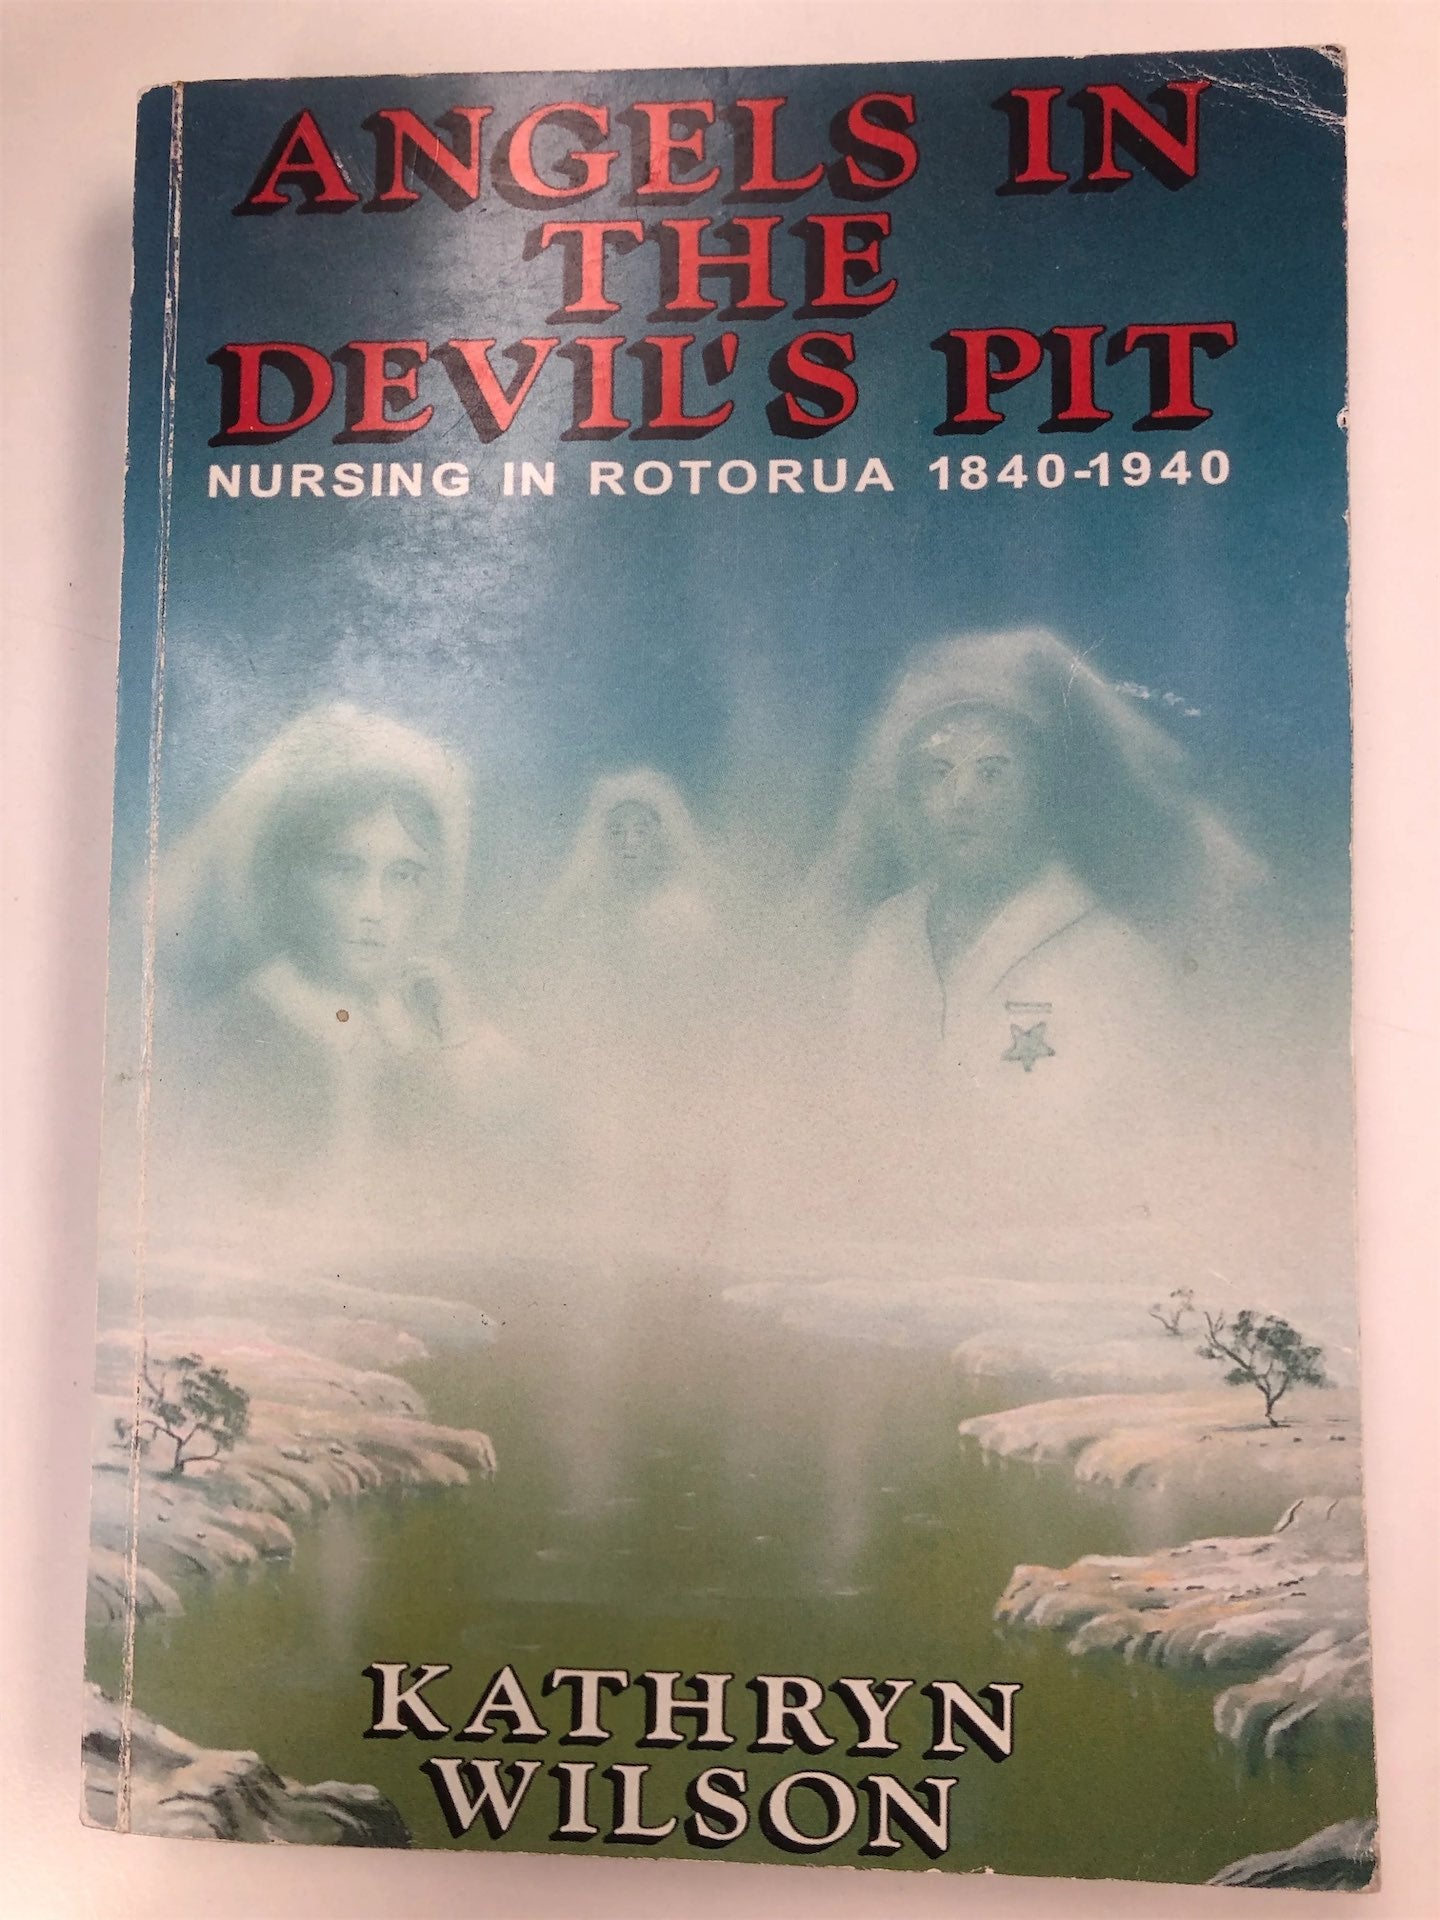 ANGELS IN
THE
DEVIL'S PIT
NURSING IN ROTORUA 1840-1940
KATHRYN
WILSON